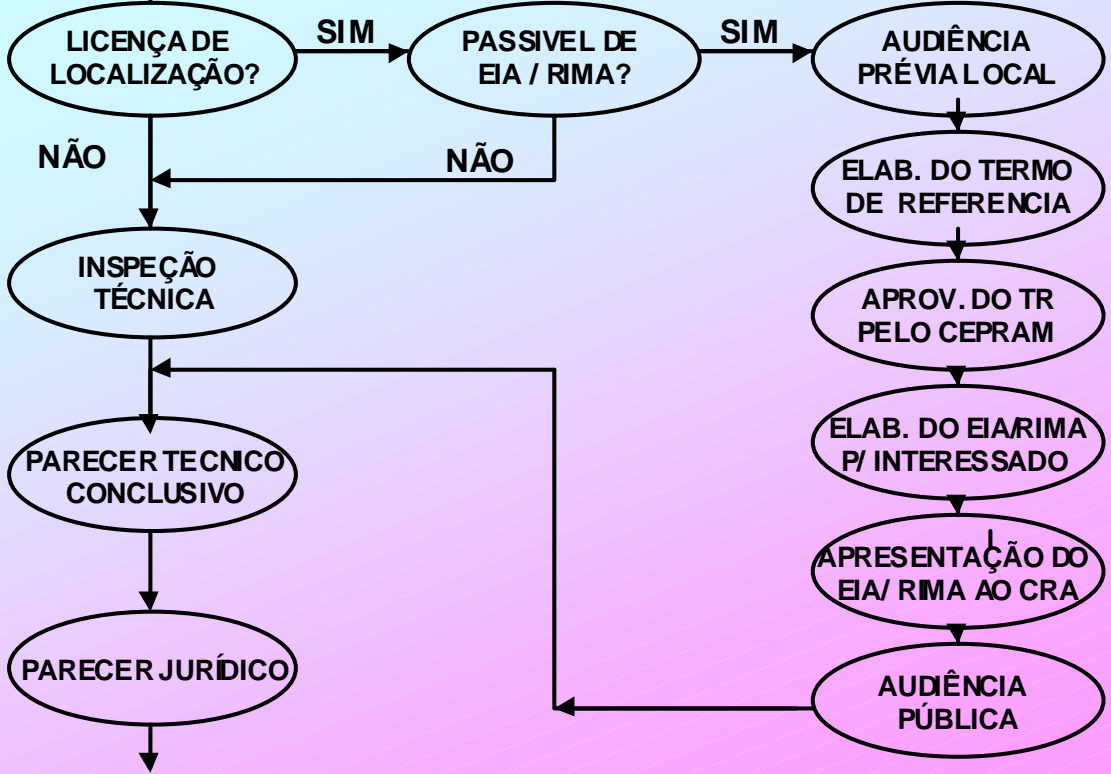 LICENÇA DE
LOCALIZAÇÃO?
SIM
PASSIVEL DE
EIA / RIMA?
SIM
AUDIÊNCIA
PRÉVIA LOCAL
NÃO
NÃO
ELAB. DO TERMO
DE REFERENCIA
INSPEÇÃO
TÉCNICA
APROV. DO TR
PELO CEPRAM
ELAB. DO EIA/RIMA
P/ INTERESSADO
PARECER TECNICO
CONCLUSIVO
APRESENTAÇÃO DO
EIA/ RIMA AO CRA
PARECER JURÍDICO
AUDIÊNCIA
PÚBLICA